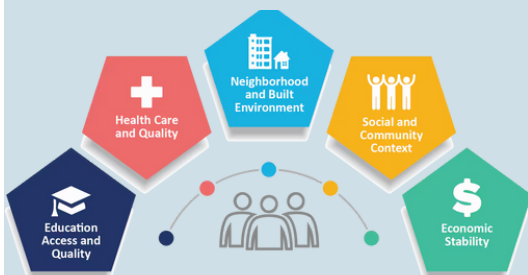 Neighborhood
and Built
Environment
Health Care
and Quality
Social and
Community
Context
Education
Access and
Quality
Economic
Stability